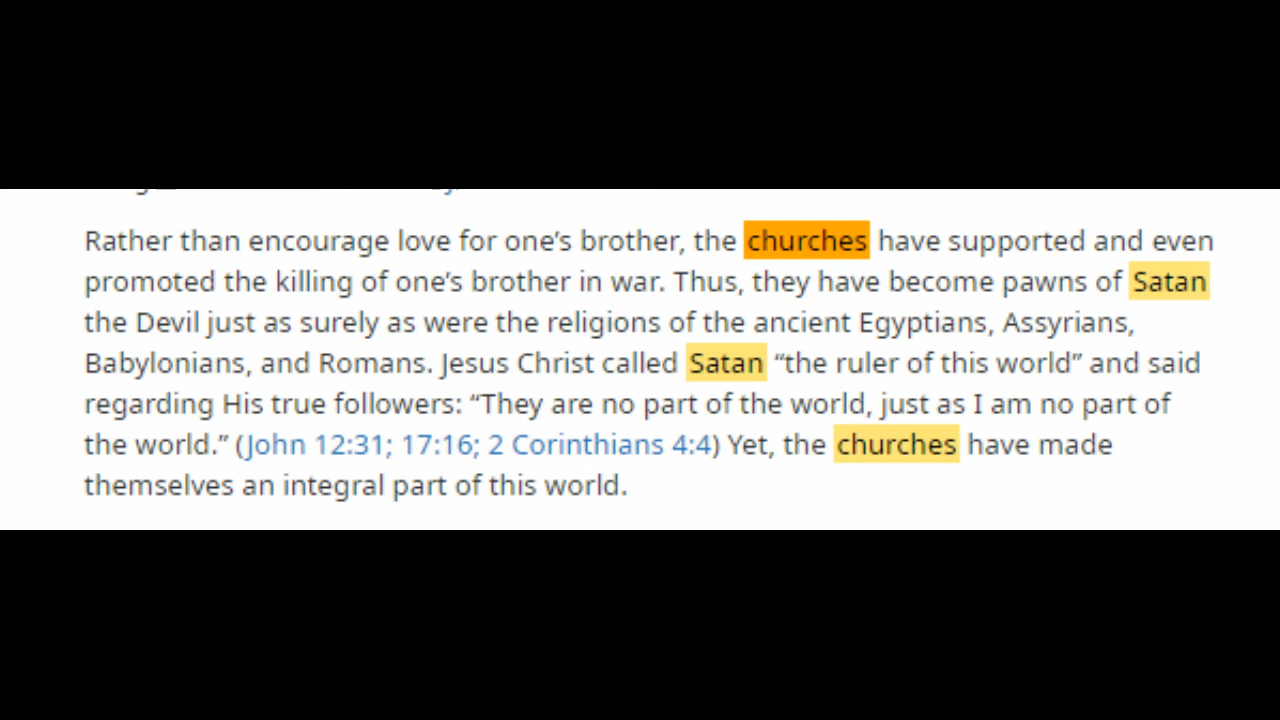 Rather than encourage love for one’s brother, the churches have supported and even
promoted the killing of one’s brother in war. Thus, they have become pawns of Satan
the Devil just as surely as were the religions of the ancient Egyptians, Assyrians,
Babylonians, and Romans. Jesus Christ called Satan “the ruler of this world” and said
regarding His true followers: “They are no part of the world, just as I am no part of
the world.” (John 12:31; 17:16; 2 Corinthians 4:4) Yet, the churches have made
themselves an integral part of this world.